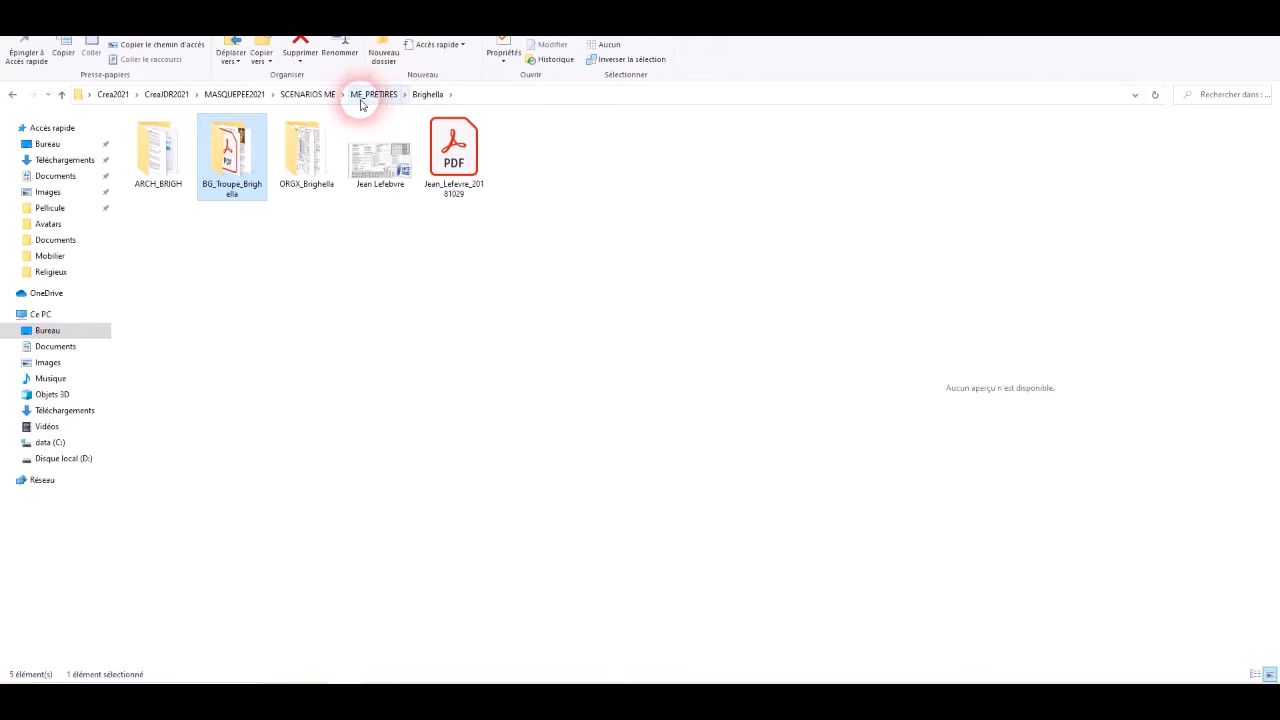 Épingler à
Accès rapide
Copier
Coller
Copier le chemin d'accès
Coller le raccourci
Presse-papiers
Déplacer
vers
Copier
vers
Supprimer
Renommer
Organiser
Nouveau
dossier
Accès rapide
Nouveau
Propriétés
Modifier
Historique
Ouvrir
Aucun
Inverser la sélection
Sélectionner
Crea2021 > CreaJDR2021 > MASQUEPEE2021 > SCENARIOS ME > ME_PRETIRES > Brighella >
Rechercher dans : ...
Accès rapide
Bureau
Téléchargements
Documents
Images
Pellicule
Avatars
Documents
Mobilier
Religieux
OneDrive
Ce PC
Bureau
Documents
Images
Musique
Objets 3D
Téléchargements
Vidéos
data (C:)
Disque local (D:)
Réseau
PDF
PDF
ARCH_BRIGH
BG_Troupe_Brigh
ella
ORGX_Brighella
Jean Lefebvre
Jean_Lefevre_201
81029
Aucun aperçu n'est disponible.
5 élément(s)
1 élément sélectionné